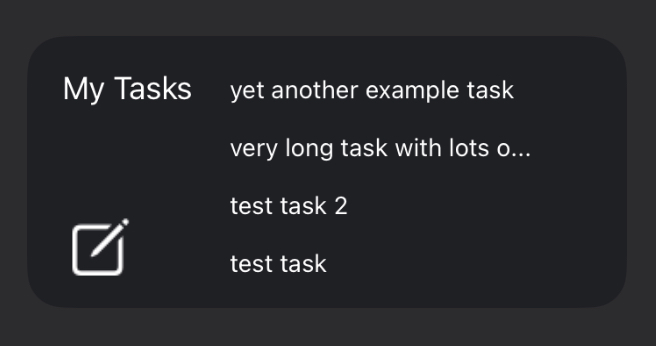 My Tasks
yet another example task
very long task with lots o...
test task 2
test task